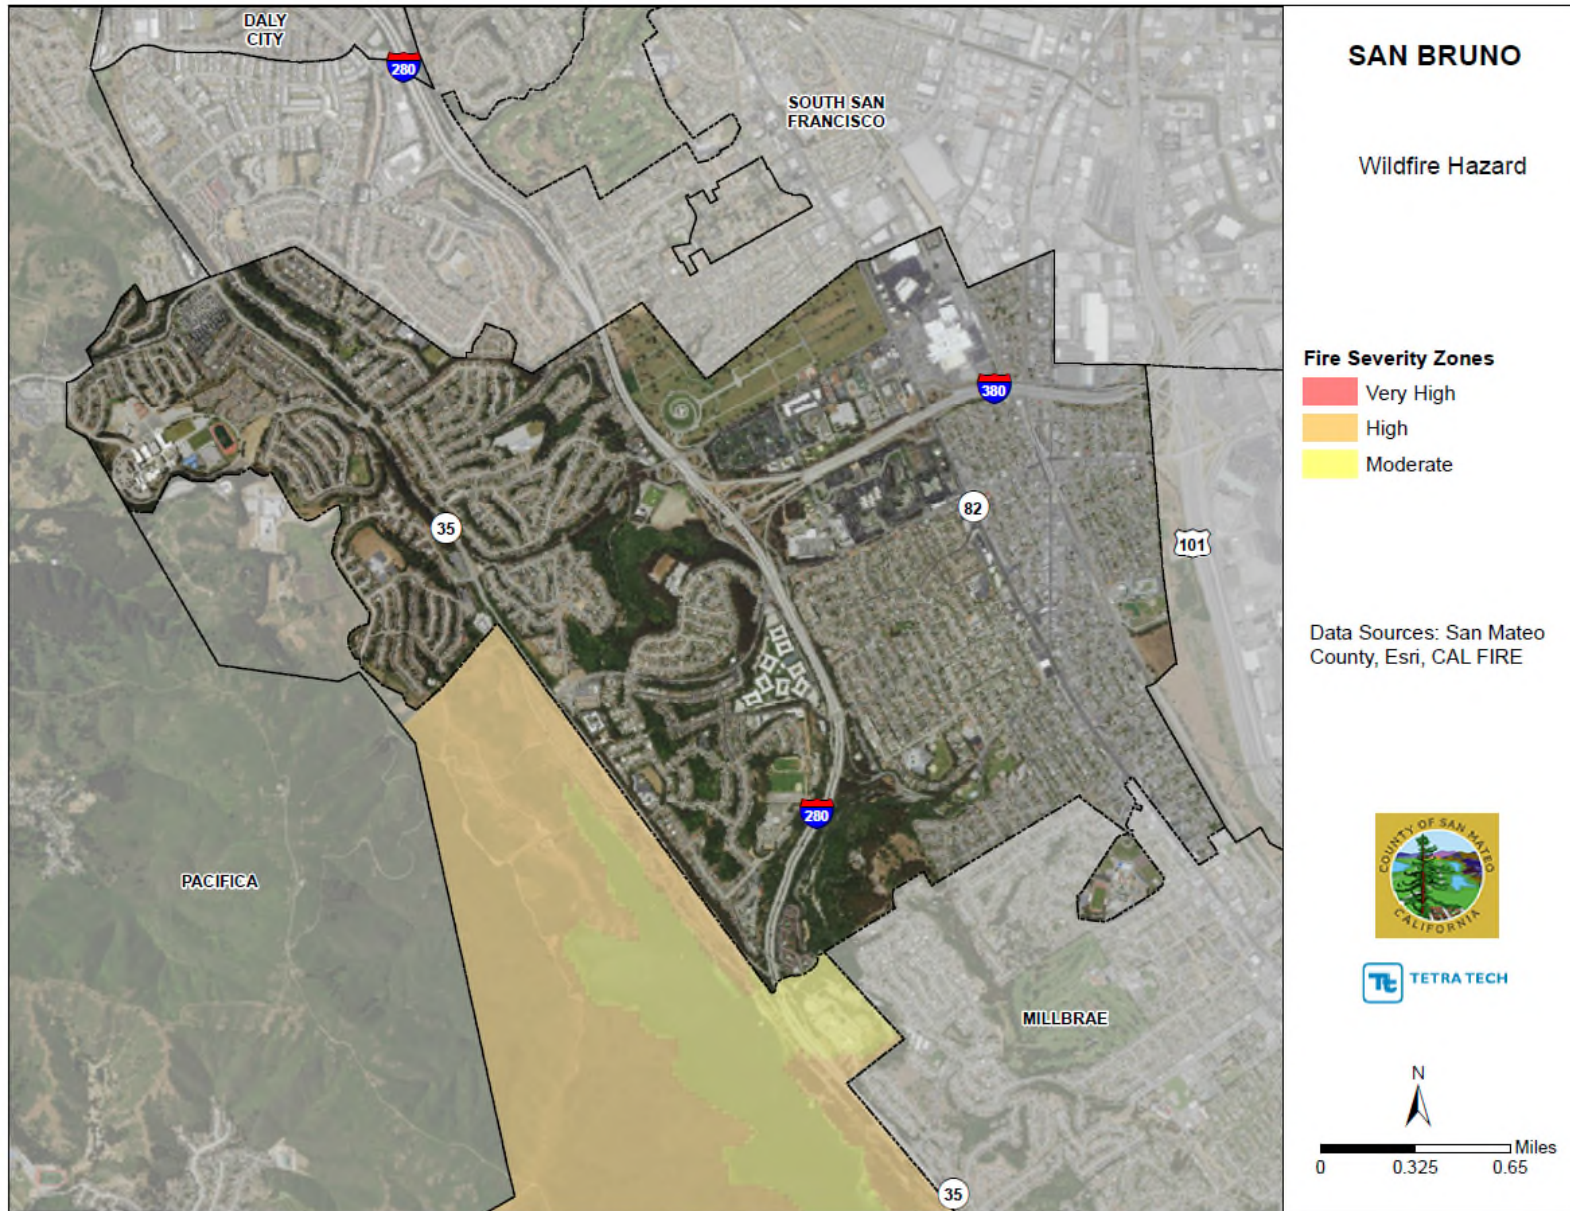 DALY
CITY
280
SOUTH SAN
FRANCISCO
380
35
82
101
280
PACIFICA
MILLBRAE
35
SAN BRUNO
Wildfire Hazard
Fire Severity Zones
Very High
High
Moderate
Data Sources: San Mateo
County, Esri, CAL FIRE
COUNTY OF SAN MATEO
CALIFORNIA
Tt TETRA TECH
N
Miles
0 0.325 0.65